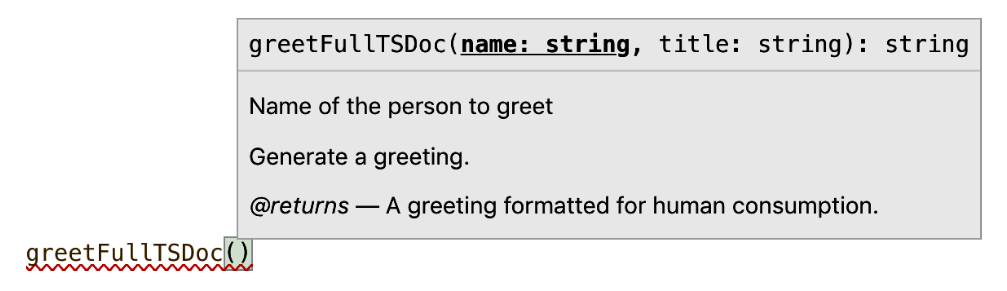 greetFullTSDoc(name: string, title: string): string
Name of the person to greet
Generate a greeting.
@returns — A greeting formatted for human consumption.
greetFullTSDoc()